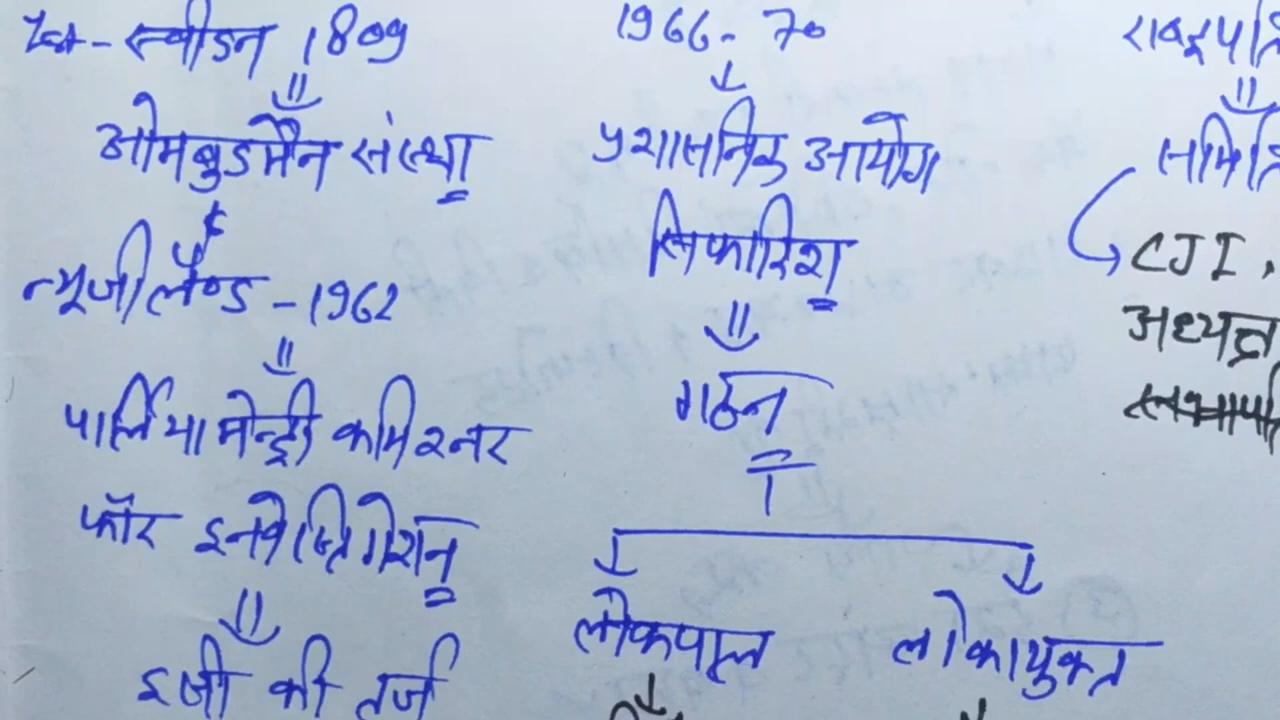 स्वीडन 1809
ओमबुडमैन संस्था
न्यूजीलैण्ड - 1962
पार्लियामेन्ट्री कमिश्नर
फॉर इनवेस्टिगेशन
इसी की तर्ज
1966-70
प्रशासनिक आयोग
सिफारिश
गठन
लोकपाल
लोकायुक्त
CJI,
अध्यक्ष